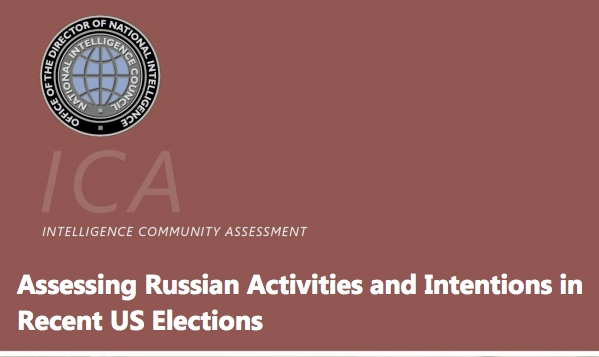 OFFICE OF THE DIRECTOR OF NATIONAL INTELLIGENCE
NATIONAL INTELLIGENCE COUNCIL
ICA
INTELLIGENCE COMMUNITY ASSESSMENT
Assessing Russian Activities and Intentions in
Recent US Elections